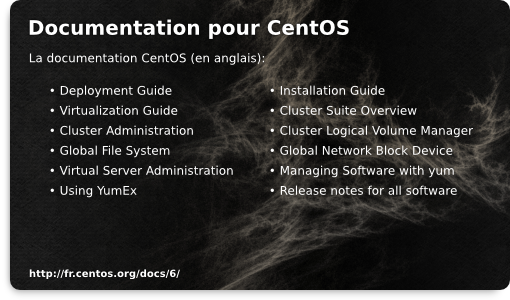 Documentation pour CentOS
La documentation CentOS (en anglais):
• Deployment Guide
• Virtualization Guide
• Cluster Administration
• Global File System
• Virtual Server Administration
• Using YumEx
• Installation Guide
• Cluster Suite Overview
• Cluster Logical Volume Manager
• Global Network Block Device
• Managing Software with yum
• Release notes for all software
http://fr.centos.org/docs/6/